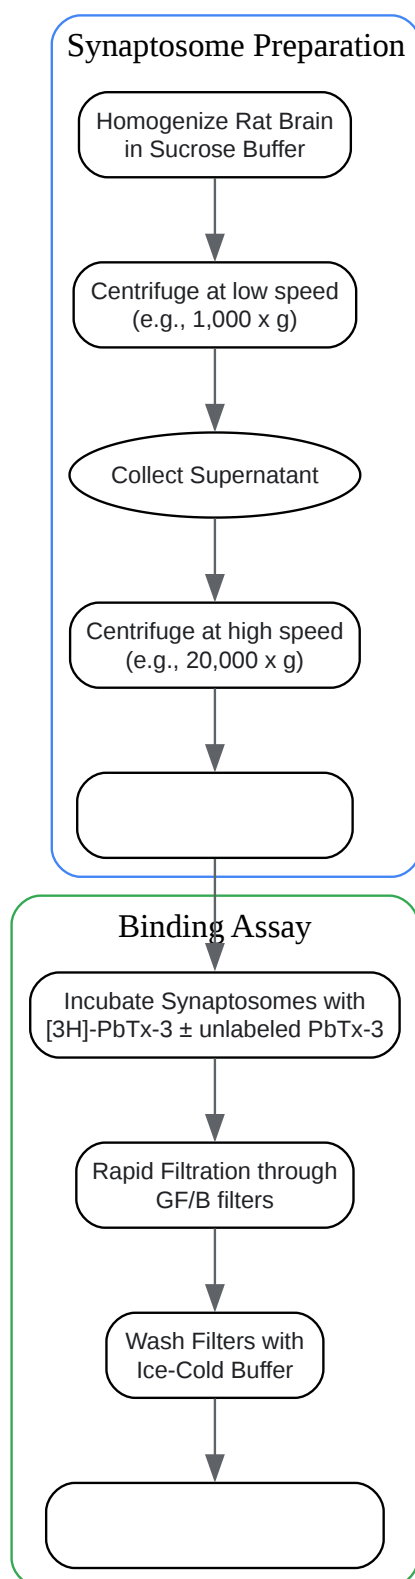 Synaptosome Preparation
Homogenize Rat Brain
in Sucrose Buffer
Centrifuge at low speed
(e.g., 1,000 x g)
Collect Supernatant
Centrifuge at high speed
(e.g., 20,000 x g)
Binding Assay
Incubate Synaptosomes with
[3H]-PbTx-3 ± unlabeled PbTx-3
Rapid Filtration through
GF/B filters
Wash Filters with
Ice-Cold Buffer